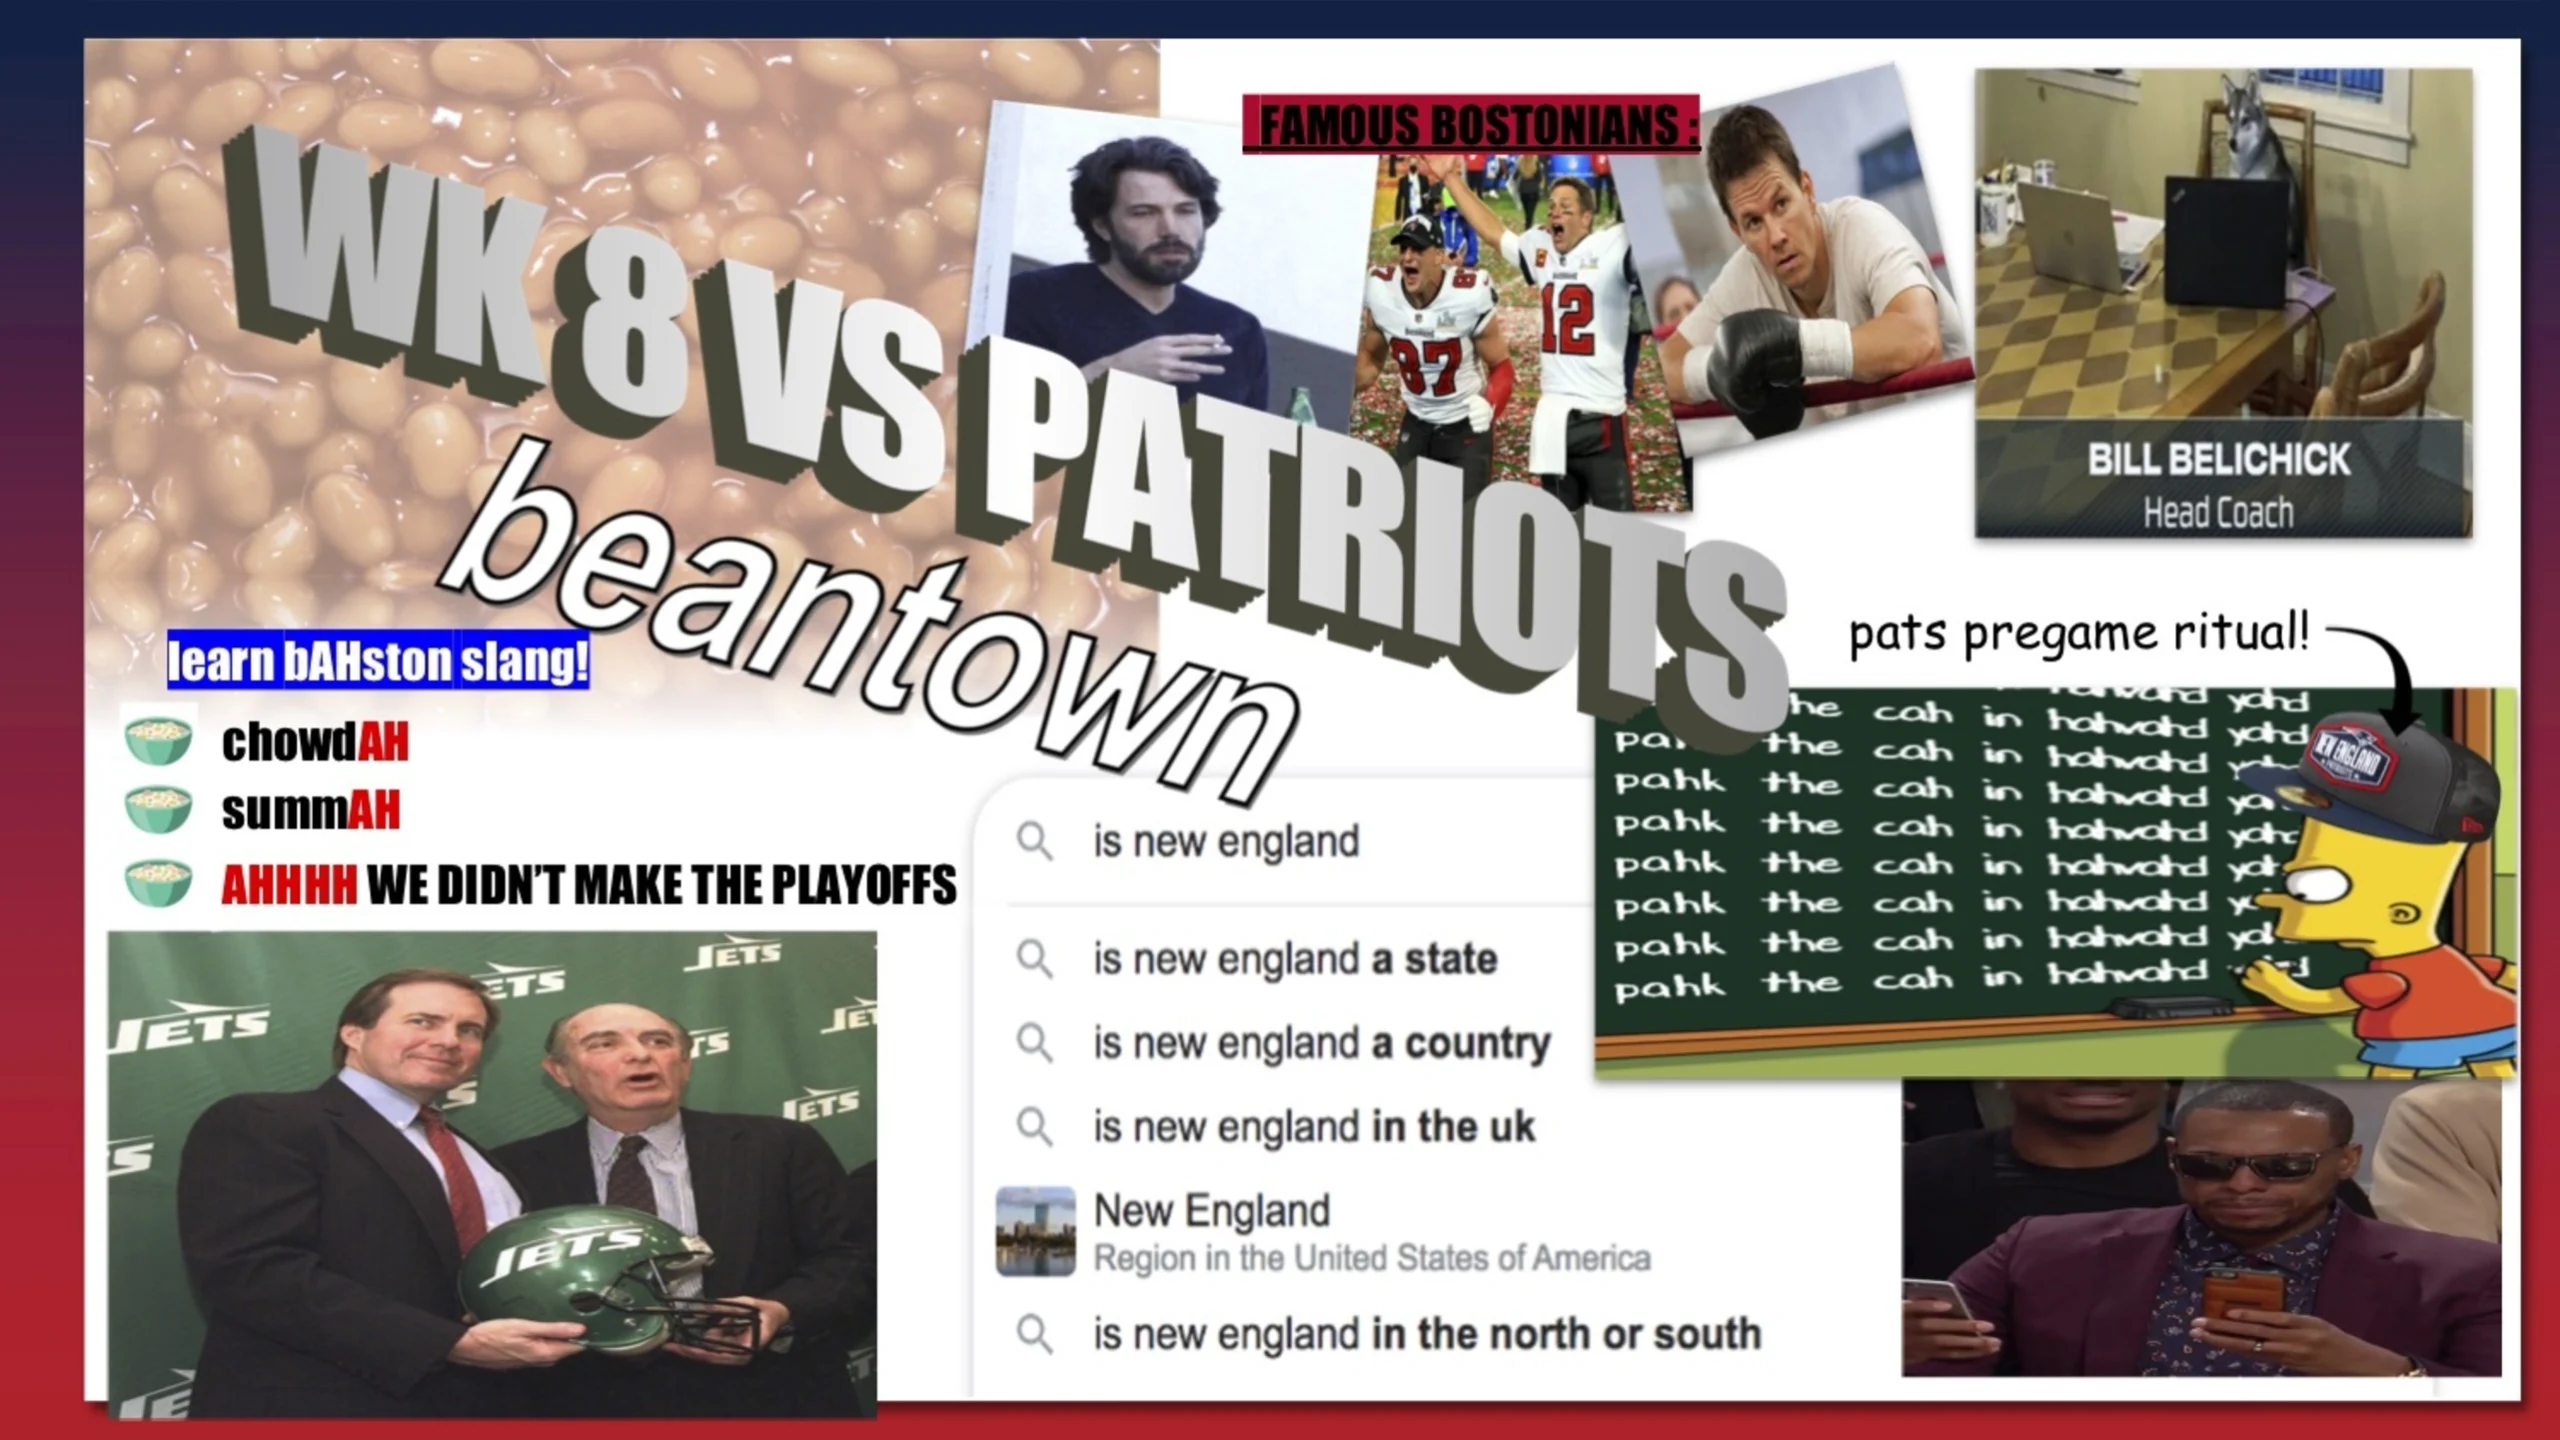 FAMOUS BOSTONIANS :
WK 8 VS PATRIOTS
beantown
87
8
12
BILL BELICHICK
Head Coach
learn bAHston slang!
chowdAH
summAH
AHHHH WE DIDN'T MAKE THE PLAYOFFS
pats pregame ritual!
the cah in hahvahd yahd
the cah in hahvahd yahd
pahk the cah in hahvahd
pahk the cah in hahvahd
pahk the cah in hahvahd
pahk the cah in hahvahd
pahk the cah in hahvahd
pahk the cah in hahvahd
NEW ENGLAND
PATRIOTS
is new england
is new england a state
is new england a country
is new england in the uk
New England
Region in the United States of America
is new england in the north or south
JETS
JETS
JETS
JETS
JETS